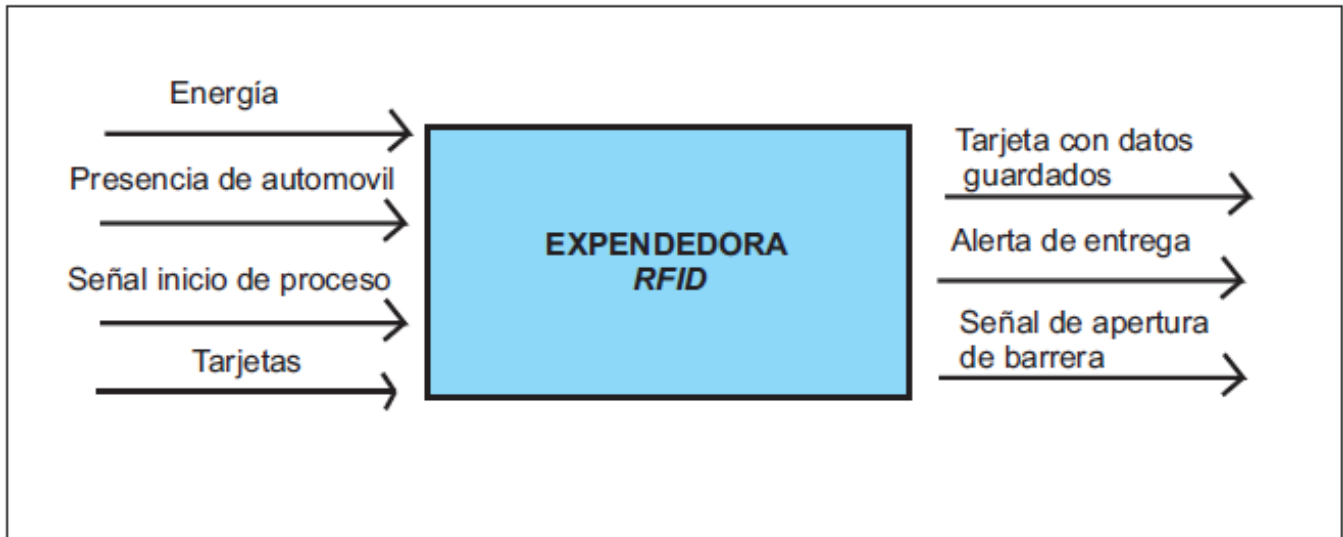 Energía
Presencia de automovil
Señal inicio de proceso
Tarjetas
EXPENDEDORA
RFID
Tarjeta con datos
guardados
Alerta de entrega
Señal de apertura
de barrera